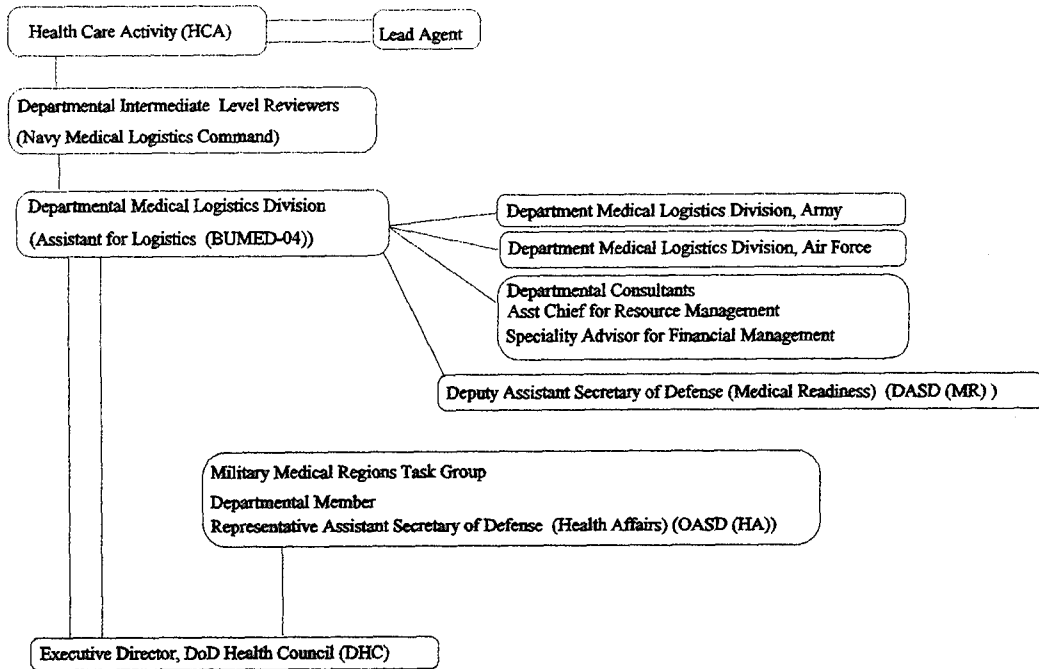 Health Care Activity (HCA)
Lead Agent
Departmental Intermediate Level Reviewers
(Navy Medical Logistics Command)
Departmental Medical Logistics Division
(Assistant for Logistics (BUMED-04))
Department Medical Logistics Division, Army
Department Medical Logistics Division, Air Force
Departmental Consultants
Asst Chief for Resource Management
Speciality Advisor for Financial Management
Deputy Assistant Secretary of Defense (Medical Readiness) (DASD (MR) )
Military Medical Regions Task Group
Departmental Member
Representative Assistant Secretary of Defense (Health Affairs) (OASD (HA))
Executive Director, DoD Health Council (DHC)